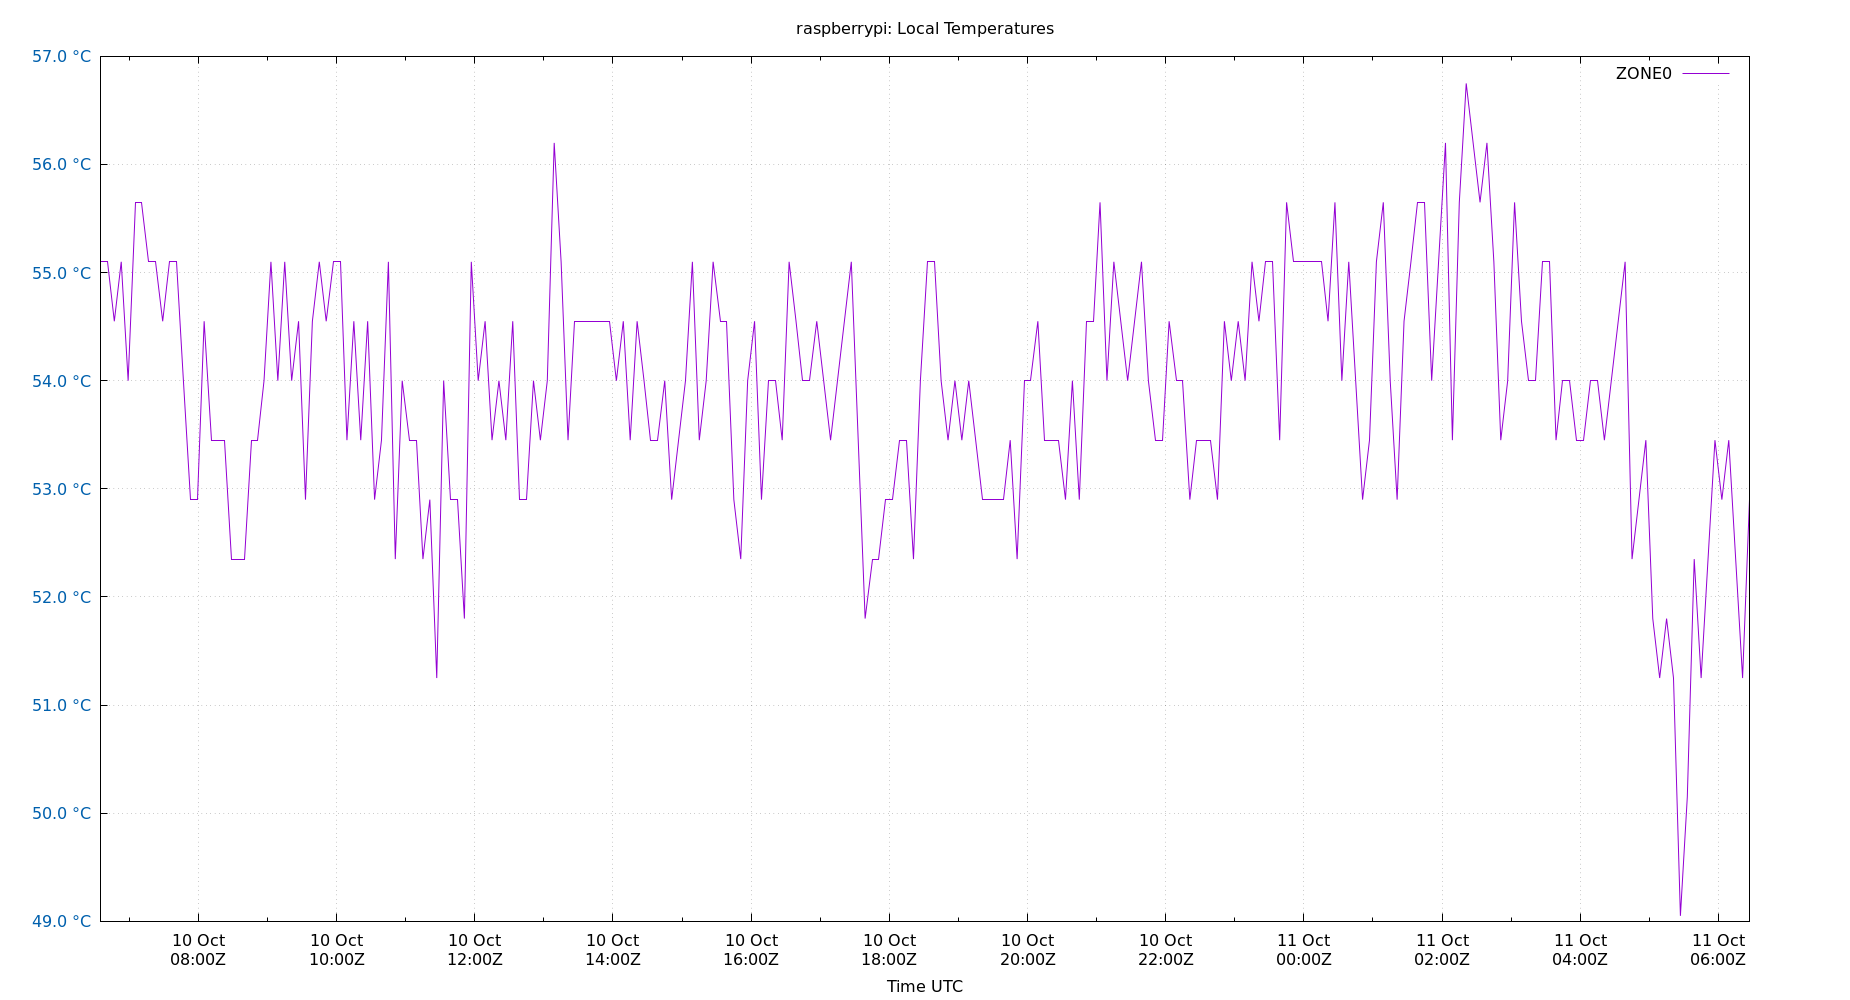 raspberrypi: Local Temperatures
57.0 °C
56.0 °C
55.0 °C
54.0 °C
53.0 °C
52.0 °C
51.0 °C
50.0 °C
49.0 °C
ZONE0
10 Oct
08:00Z
10 Oct
10:00Z
10 Oct
12:00Z
10 Oct
14:00Z
10 Oct
16:00Z
10 Oct
18:00Z
10 Oct
20:00Z
10 Oct
22:00Z
11 Oct
00:00Z
11 Oct
02:00Z
11 Oct
04:00Z
11 Oct
06:00Z
Time UTC